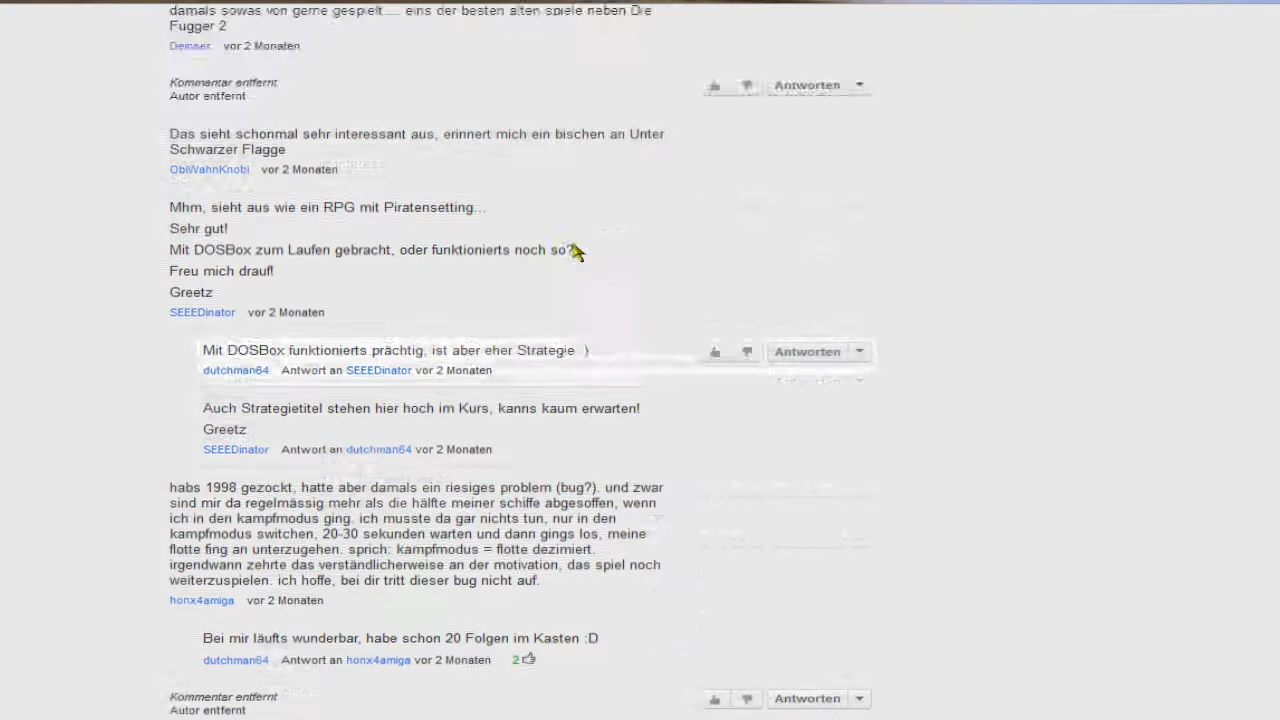 damals sowas von gerne gespielt.... eins der besten alten spiele neben Die
Fugger 2
vor 2 Monaten
Kommentar entfernt
Autor entfernt
Antworten
Das sieht schonmal sehr interessant aus, erinnert mich ein bischen an Unter
Schwarzer Flagge
ObiWahnKnobi vor 2 Monaten
Mhm, sieht aus wie ein RPG mit Piratensetting...
Sehr gut!
Mit DOSBox zum Laufen gebracht, oder funktionierts noch so?
Freu mich drauf!
Greetz
SEEEDinator vor 2 Monaten
Mit DOSBox funktionierts prächtig, ist aber eher Strategie )
Antworten
dutchman64 Antwort an SEEEDinator vor 2 Monaten
Auch Strategietitel stehen hier hoch im Kurs, kanns kaum erwarten!
Greetz
SEEEDinator Antwort an dutchman64 vor 2 Monaten
habs 1998 gezockt, hatte aber damals ein riesiges problem (bug?). und zwar
sind mir da regelmässig mehr als die hälfte meiner schiffe abgesoffen, wenn
ich in den kampfmodus ging. ich musste da gar nichts tun, nur in den
kampfmodus switchen, 20-30 sekunden warten und dann gings los, meine
flotte fing an unterzugehen. sprich: kampfmodus = flotte dezimiert.
irgendwann zehrte das verständlicherweise an der motivation, das spiel noch
weiterzuspielen. ich hoffe, bei dir tritt dieser bug nicht auf.
honx4amiga vor 2 Monaten
Bei mir läufts wunderbar, habe schon 20 Folgen im Kasten :D
dutchman64 Antwort an honx4amiga vor 2 Monaten 2
Kommentar entfernt
Autor entfernt
Antworten